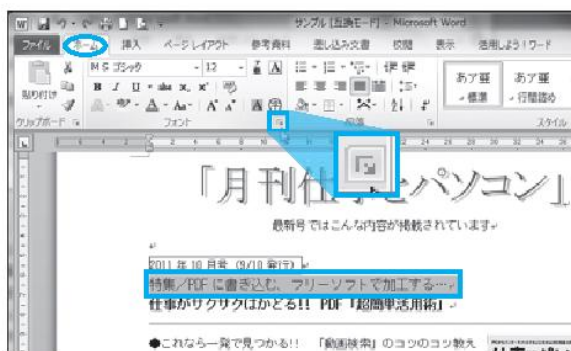 サンプル [互換モード] - Microsoft Word
ファイル ホーム 挿入 ページ レイアウト 参考資料 差し込み文書 校閲 表示 活用しよう!ワード
MS ゴシック 12
貼り付け
あア亜 あア亜
標準 行間詰め
クリップボード フォント 段落 スタイル
「月刊仕事とパソコン」
最新号ではこんな内容が掲載されています
2011 年 10 月号 (9/10 発行)
特集／PDF に書き込む、フリーソフトで加工する…
仕事がサクサクはかどる!! PDF「超簡単活用術」
●これなら一発で見つかる!! 「動画検索」のコツのコツ教え